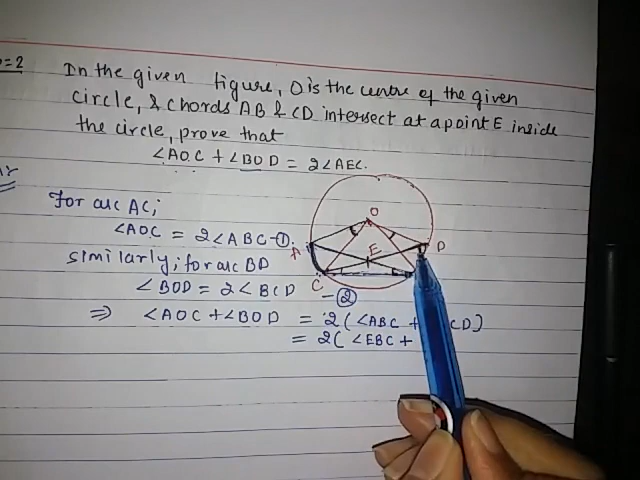 =2
In the given figure, O is the centre of the given
circle, & chords AB & CD intersect at a point E inside
the circle, prove that
∠AOC + ∠BOD = 2∠AEC.
For arc AC;
∠AOC = 2∠ABC-①.
similarly; for arc BD
∠BOD = 2∠BCD -②
⇒ ∠AOC + ∠BOD = 2(∠ABC + CD)
= 2(∠EBC +
O
A
E
D
C